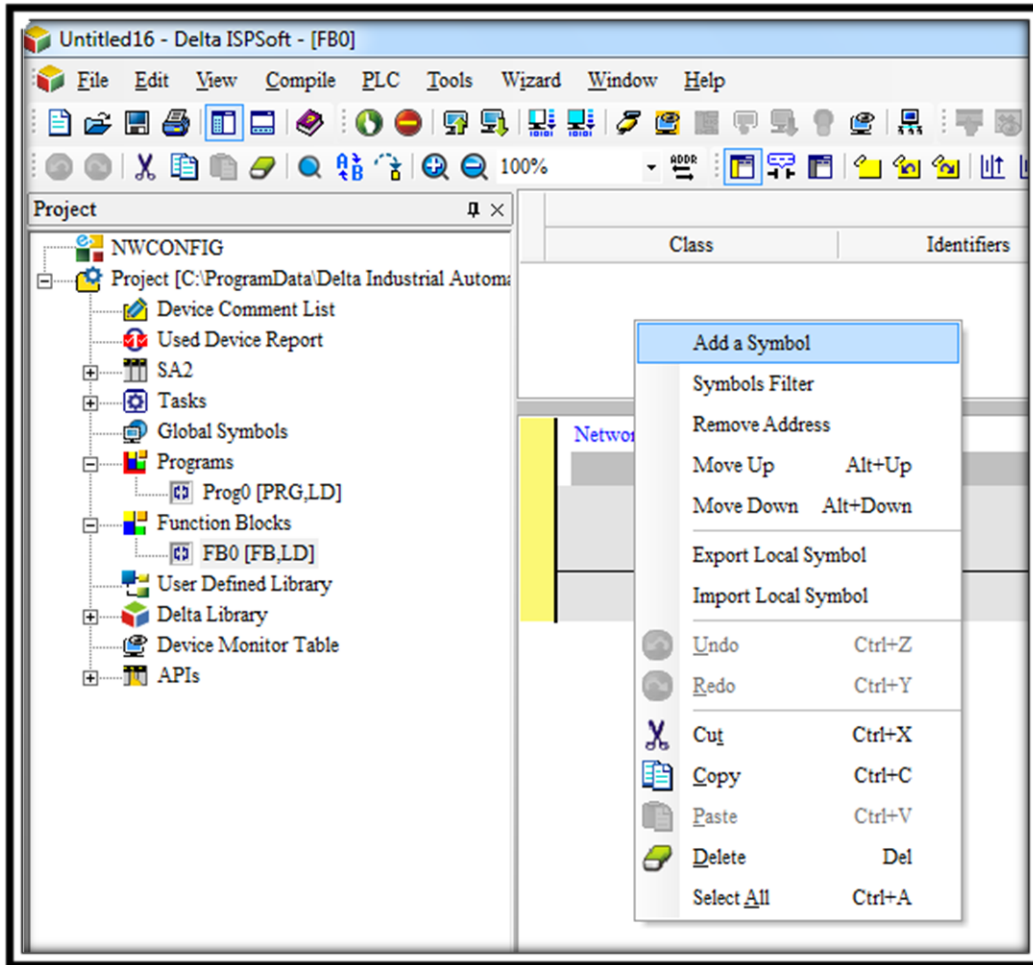 Untitled16 - Delta ISPSoft - [FB0]
File Edit View Compile PLC Tools Wizard Window Help
100%
ADDR
Project
Class Identifiers
NWCONFIG
Project [C:\ProgramData\Delta Industrial Automa
Device Comment List
Used Device Report
SA2
Tasks
Global Symbols
Programs
Prog0 [PRG,LD]
Function Blocks
FB0 [FB,LD]
User Defined Library
Delta Library
Device Monitor Table
APIs
Networ
Add a Symbol
Symbols Filter
Remove Address
Move Up Alt+Up
Move Down Alt+Down
Export Local Symbol
Import Local Symbol
Undo Ctrl+Z
Redo Ctrl+Y
Cut Ctrl+X
Copy Ctrl+C
Paste Ctrl+V
Delete Del
Select All Ctrl+A